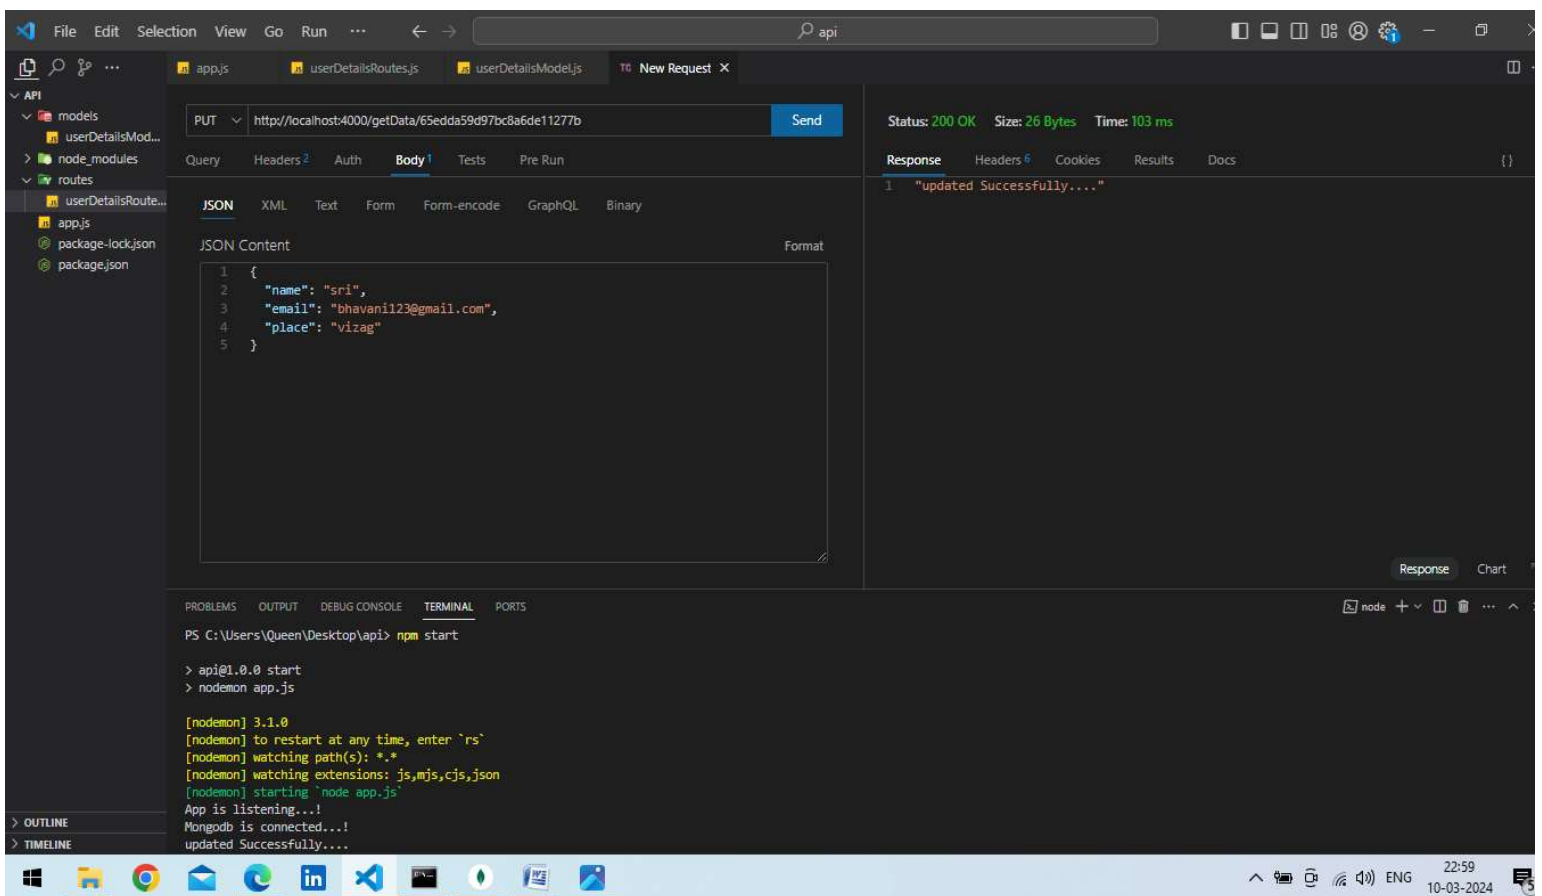 File Edit Selection View Go Run ··· api
app.js userDetailsRoutes.js userDetailsModel.js TC New Request
API
models
userDetailsMod...
node_modules
routes
userDetailsRoute...
app.js
package-lock.json
package.json
PUT http://localhost:4000/getData/65edda59d97bc8a6de11277b Send
Query Headers 2 Auth Body 1 Tests Pre Run
JSON XML Text Form Form-encode GraphQL Binary
JSON Content Format
1 {
2 "name": "sri",
3 "email": "bhavani123@gmail.com",
4 "place": "vizag"
5 }
Status: 200 OK Size: 26 Bytes Time: 103 ms
Response Headers 6 Cookies Results Docs {}
1 "updated Successfully...."
Response Chart
PROBLEMS OUTPUT DEBUG CONSOLE TERMINAL PORTS node
PS C:\Users\Queen\Desktop\api> npm start
> api@1.0.0 start
> nodemon app.js
[nodemon] 3.1.0
[nodemon] to restart at any time, enter `rs`
[nodemon] watching path(s): *.*
[nodemon] watching extensions: js,mjs,cjs,json
[nodemon] starting `node app.js`
App is listening...!
Mongodb is connected...!
updated Successfully....
OUTLINE
TIMELINE
ENG 22:59
10-03-2024